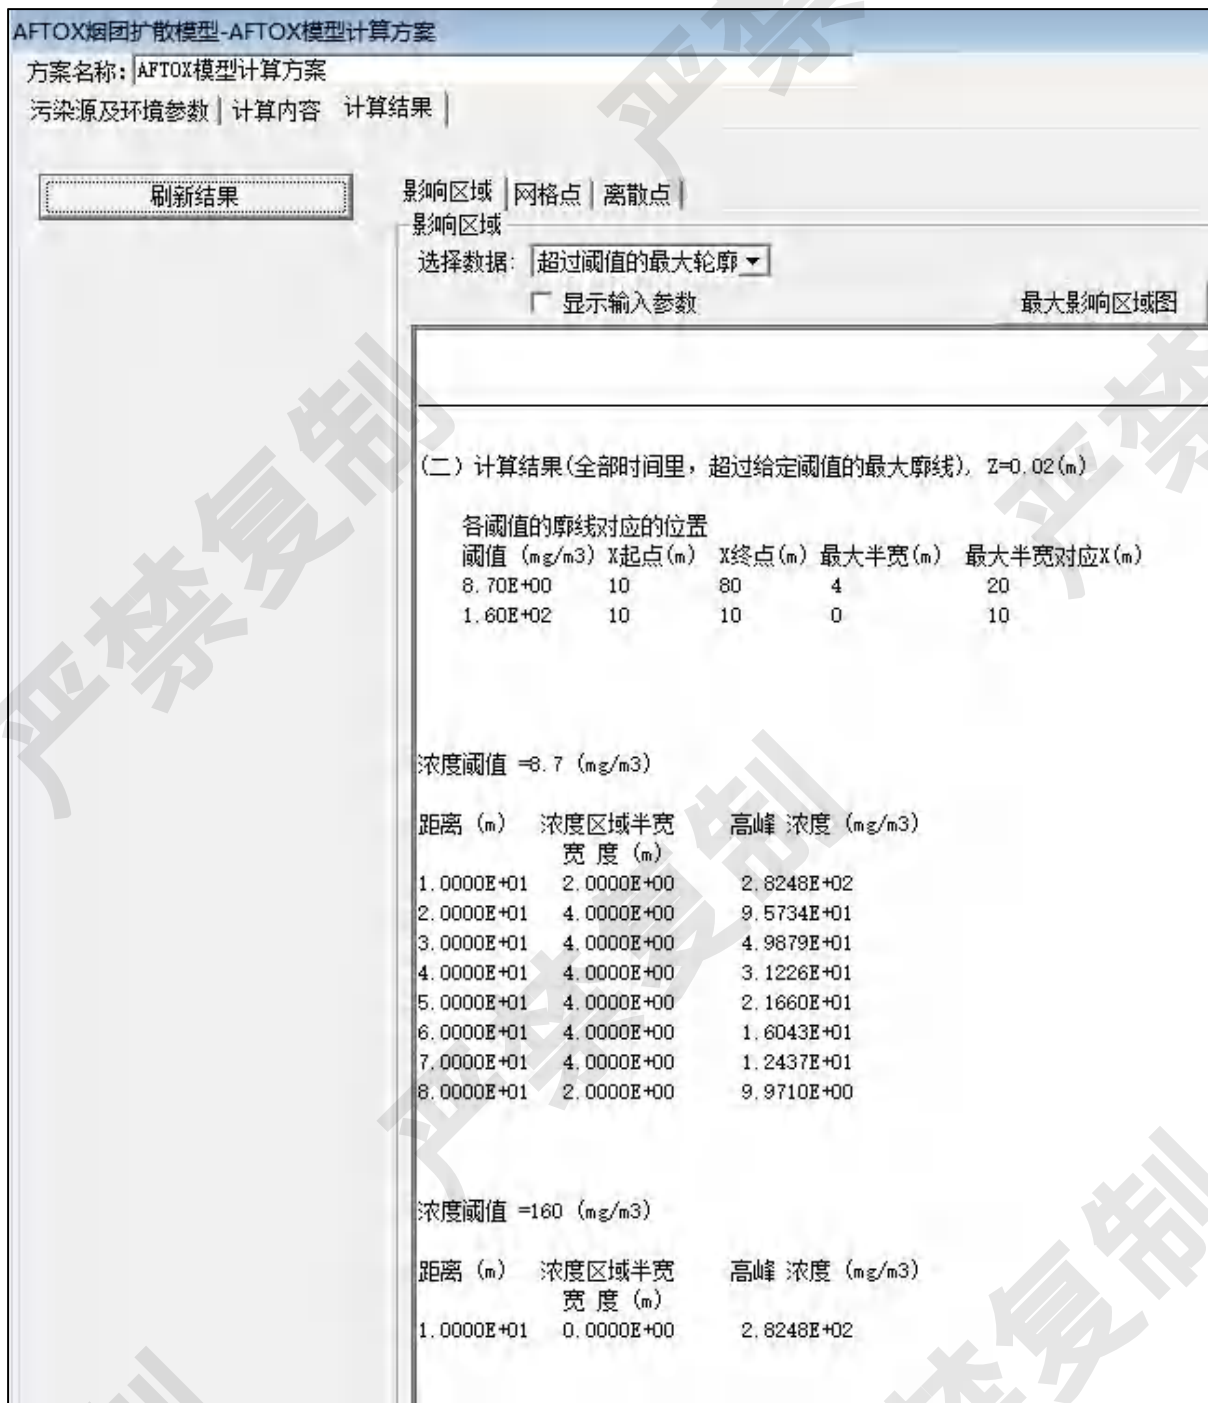 AFTOX烟团扩散模型-AFTOX模型计算方案
方案名称: AFTOX模型计算方案
污染源及环境参数 计算内容 计算结果
刷新结果
影响区域 网格点 离散点
影响区域
选择数据: 超过阈值的最大轮廓
显示输入参数 最大影响区域图
(二) 计算结果(全部时间里, 超过给定阈值的最大廓线), Z=0.02(m)
各阈值的廓线对应的位置
阈值 (mg/m3) X起点(m) X终点(m) 最大半宽(m) 最大半宽对应X(m)
8.70E+00 10 80 4 20
1.60E+02 10 10 0 10
浓度阈值 =8.7 (mg/m3)
距离 (m) 浓度区域半宽 高峰 浓度 (mg/m3)
宽 度 (m)
1.0000E+01 2.0000E+00 2.8248E+02
2.0000E+01 4.0000E+00 9.5734E+01
3.0000E+01 4.0000E+00 4.9879E+01
4.0000E+01 4.0000E+00 3.1226E+01
5.0000E+01 4.0000E+00 2.1660E+01
6.0000E+01 4.0000E+00 1.6043E+01
7.0000E+01 4.0000E+00 1.2437E+01
8.0000E+01 2.0000E+00 9.9710E+00
浓度阈值 =160 (mg/m3)
距离 (m) 浓度区域半宽 高峰 浓度 (mg/m3)
宽 度 (m)
1.0000E+01 0.0000E+00 2.8248E+02
严禁复制
严禁复制